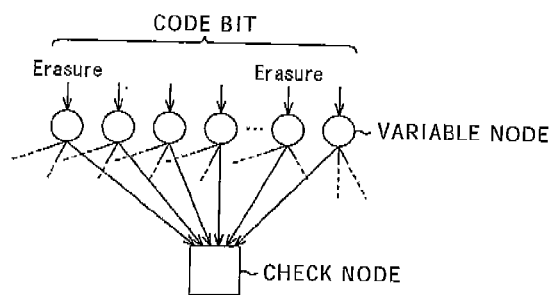 CODE BIT
Erasure Erasure
...
VARIABLE NODE
CHECK NODE